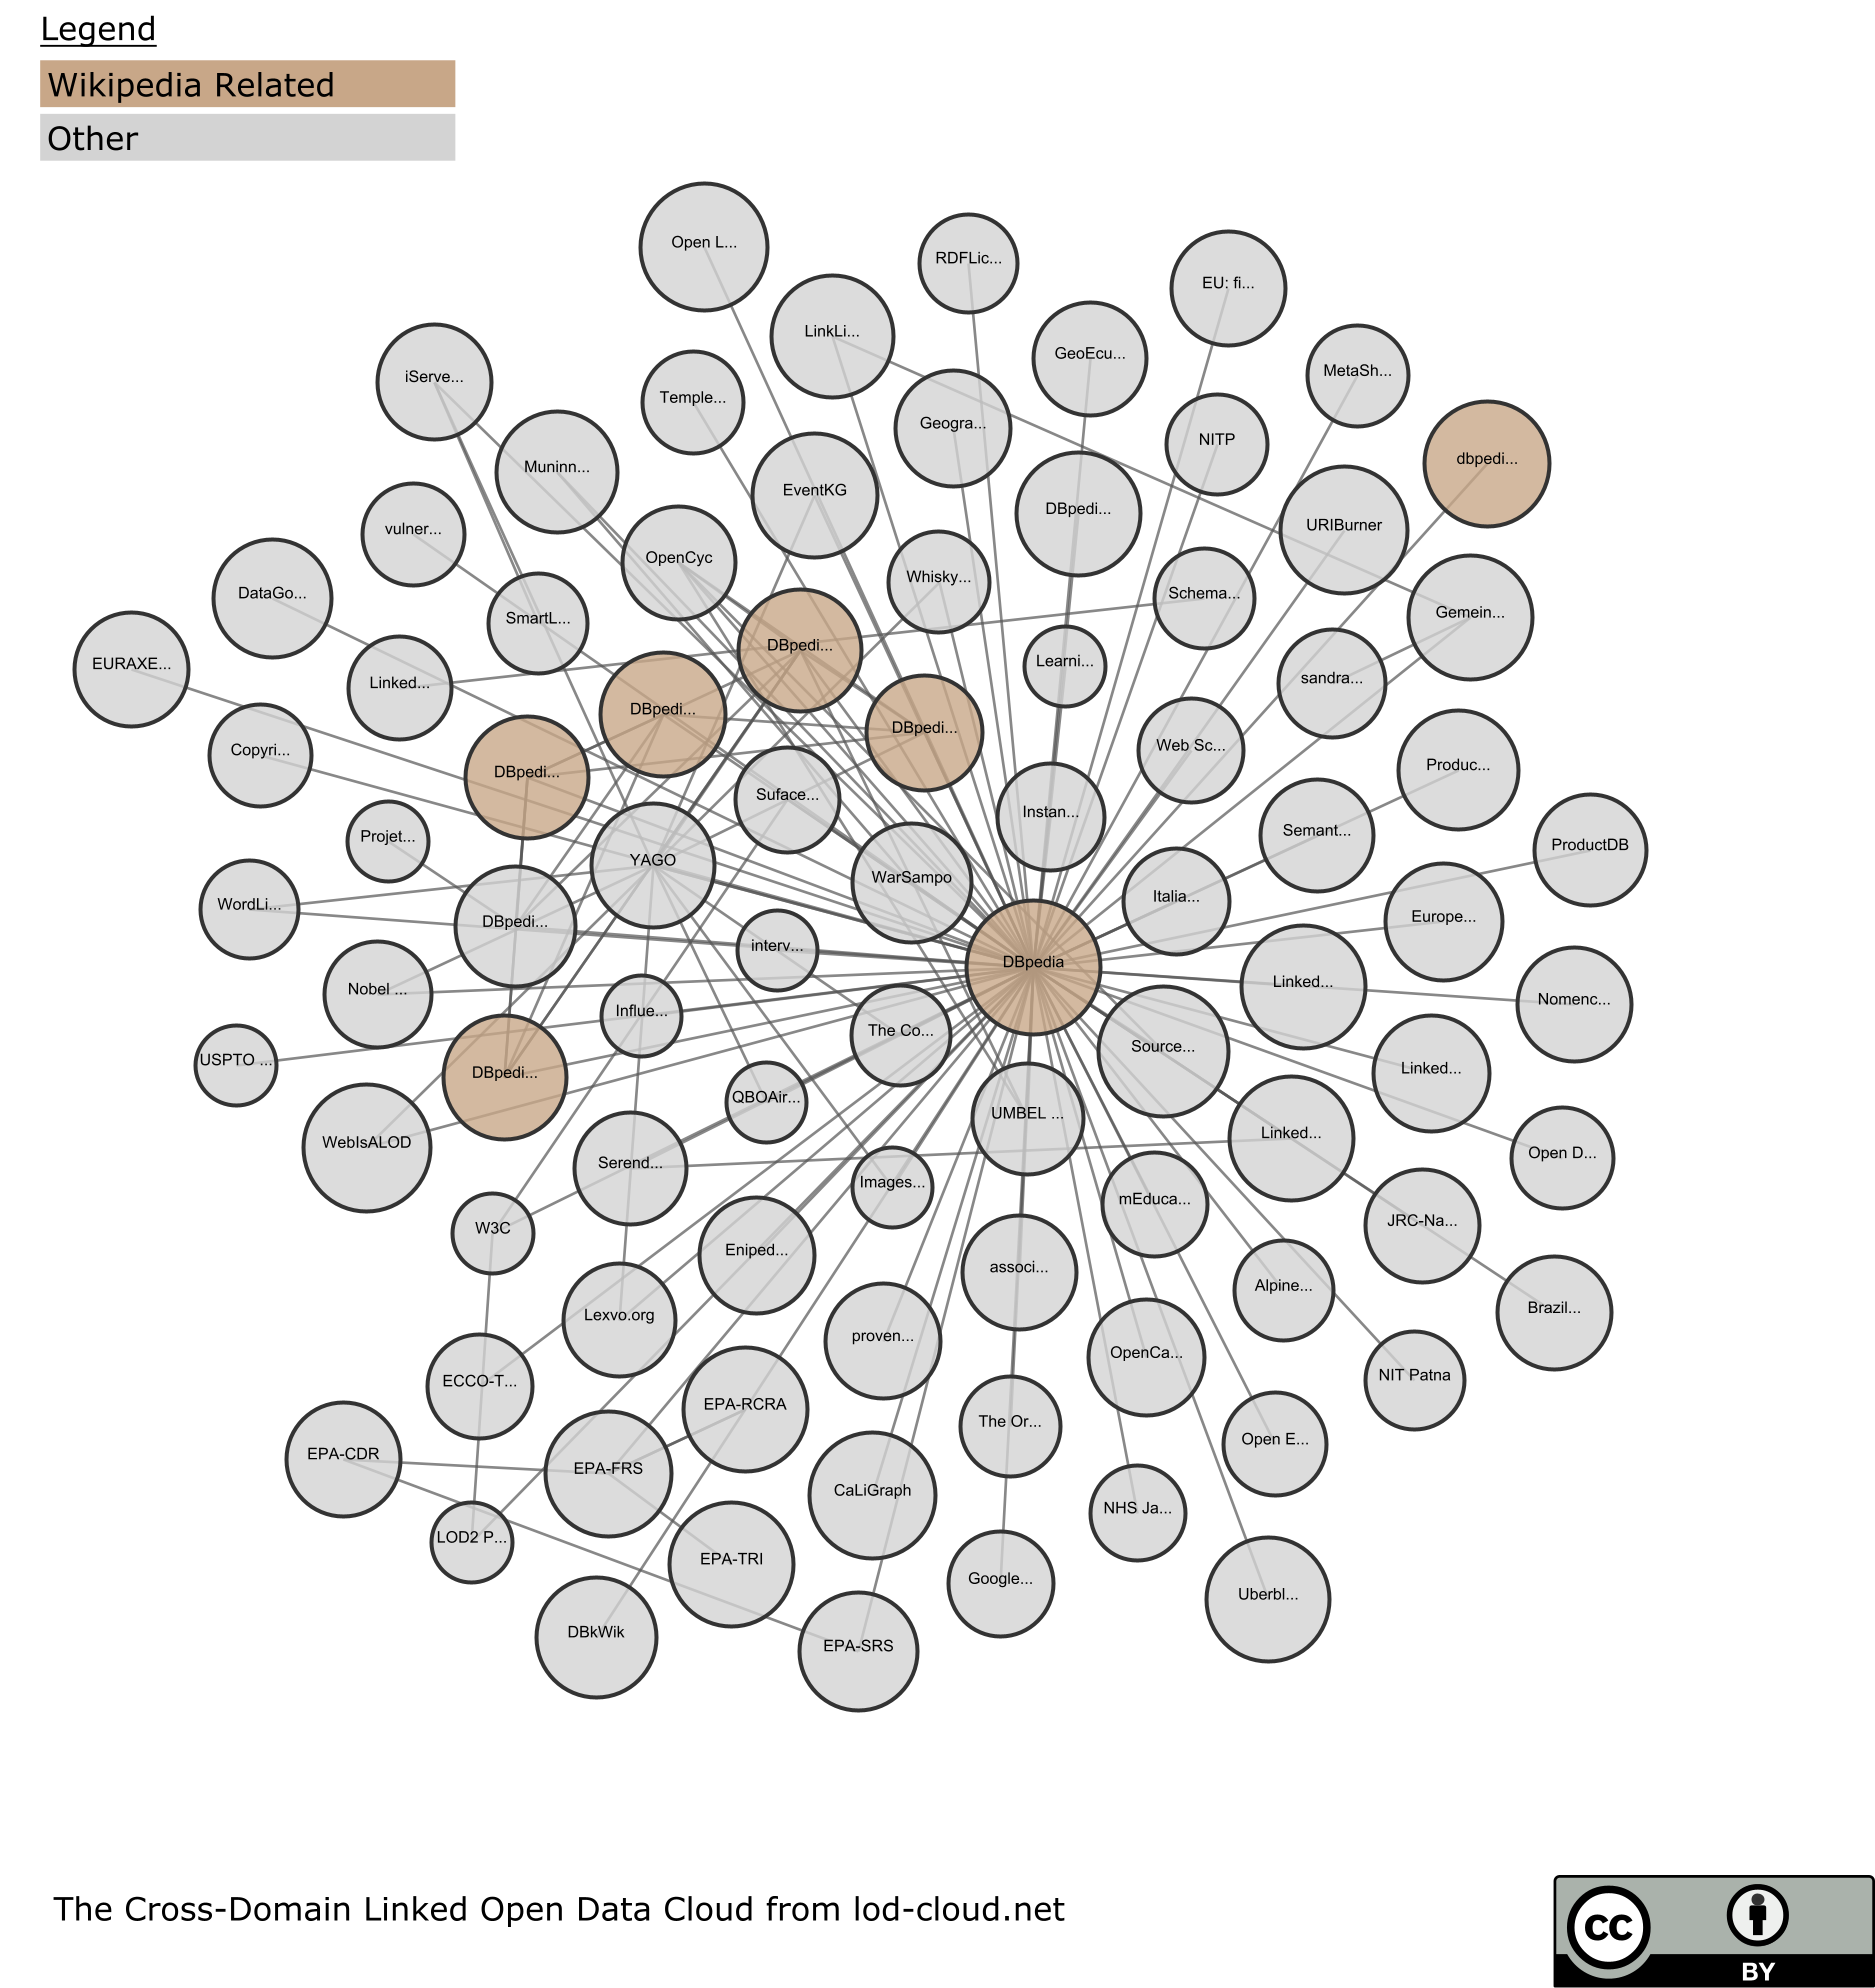 Legend
Wikipedia Related
Other
Open L...
RDFLic...
EU: fi...
LinkLi...
GeoEcu...
MetaSh...
iServe...
Temple...
Geogra...
NITP
dbpedi...
Muninn...
EventKG
DBpedi...
URIBurner
vulner...
OpenCyc
Whisky...
Schema...
Gemein...
DataGo...
SmartL...
DBpedi...
Learni...
sandra...
EURAXE...
Linked...
DBpedi...
DBpedi...
Web Sc...
Produc...
Copyri...
DBpedi...
Suface...
Instan...
Semant...
ProductDB
Projet...
YAGO
WarSampo
Italia...
Europe...
WordLi...
DBpedi...
interv...
DBpedia
Linked...
Nomenc...
Nobel ...
Influe...
The Co...
Source...
Linked...
USPTO ...
DBpedi...
QBOAir...
UMBEL ...
Linked...
Open D...
WebIsALOD
Serend...
Images...
mEduca...
JRC-Na...
W3C
Eniped...
associ...
Alpine...
Brazil...
Lexvo.org
proven...
OpenCa...
NIT Patna
ECCO-T...
EPA-RCRA
The Or...
Open E...
EPA-CDR
EPA-FRS
CaLiGraph
NHS Ja...
LOD2 P...
EPA-TRI
Google...
Uberbl...
DBkWik
EPA-SRS
The Cross-Domain Linked Open Data Cloud from lod-cloud.net
cc
BY